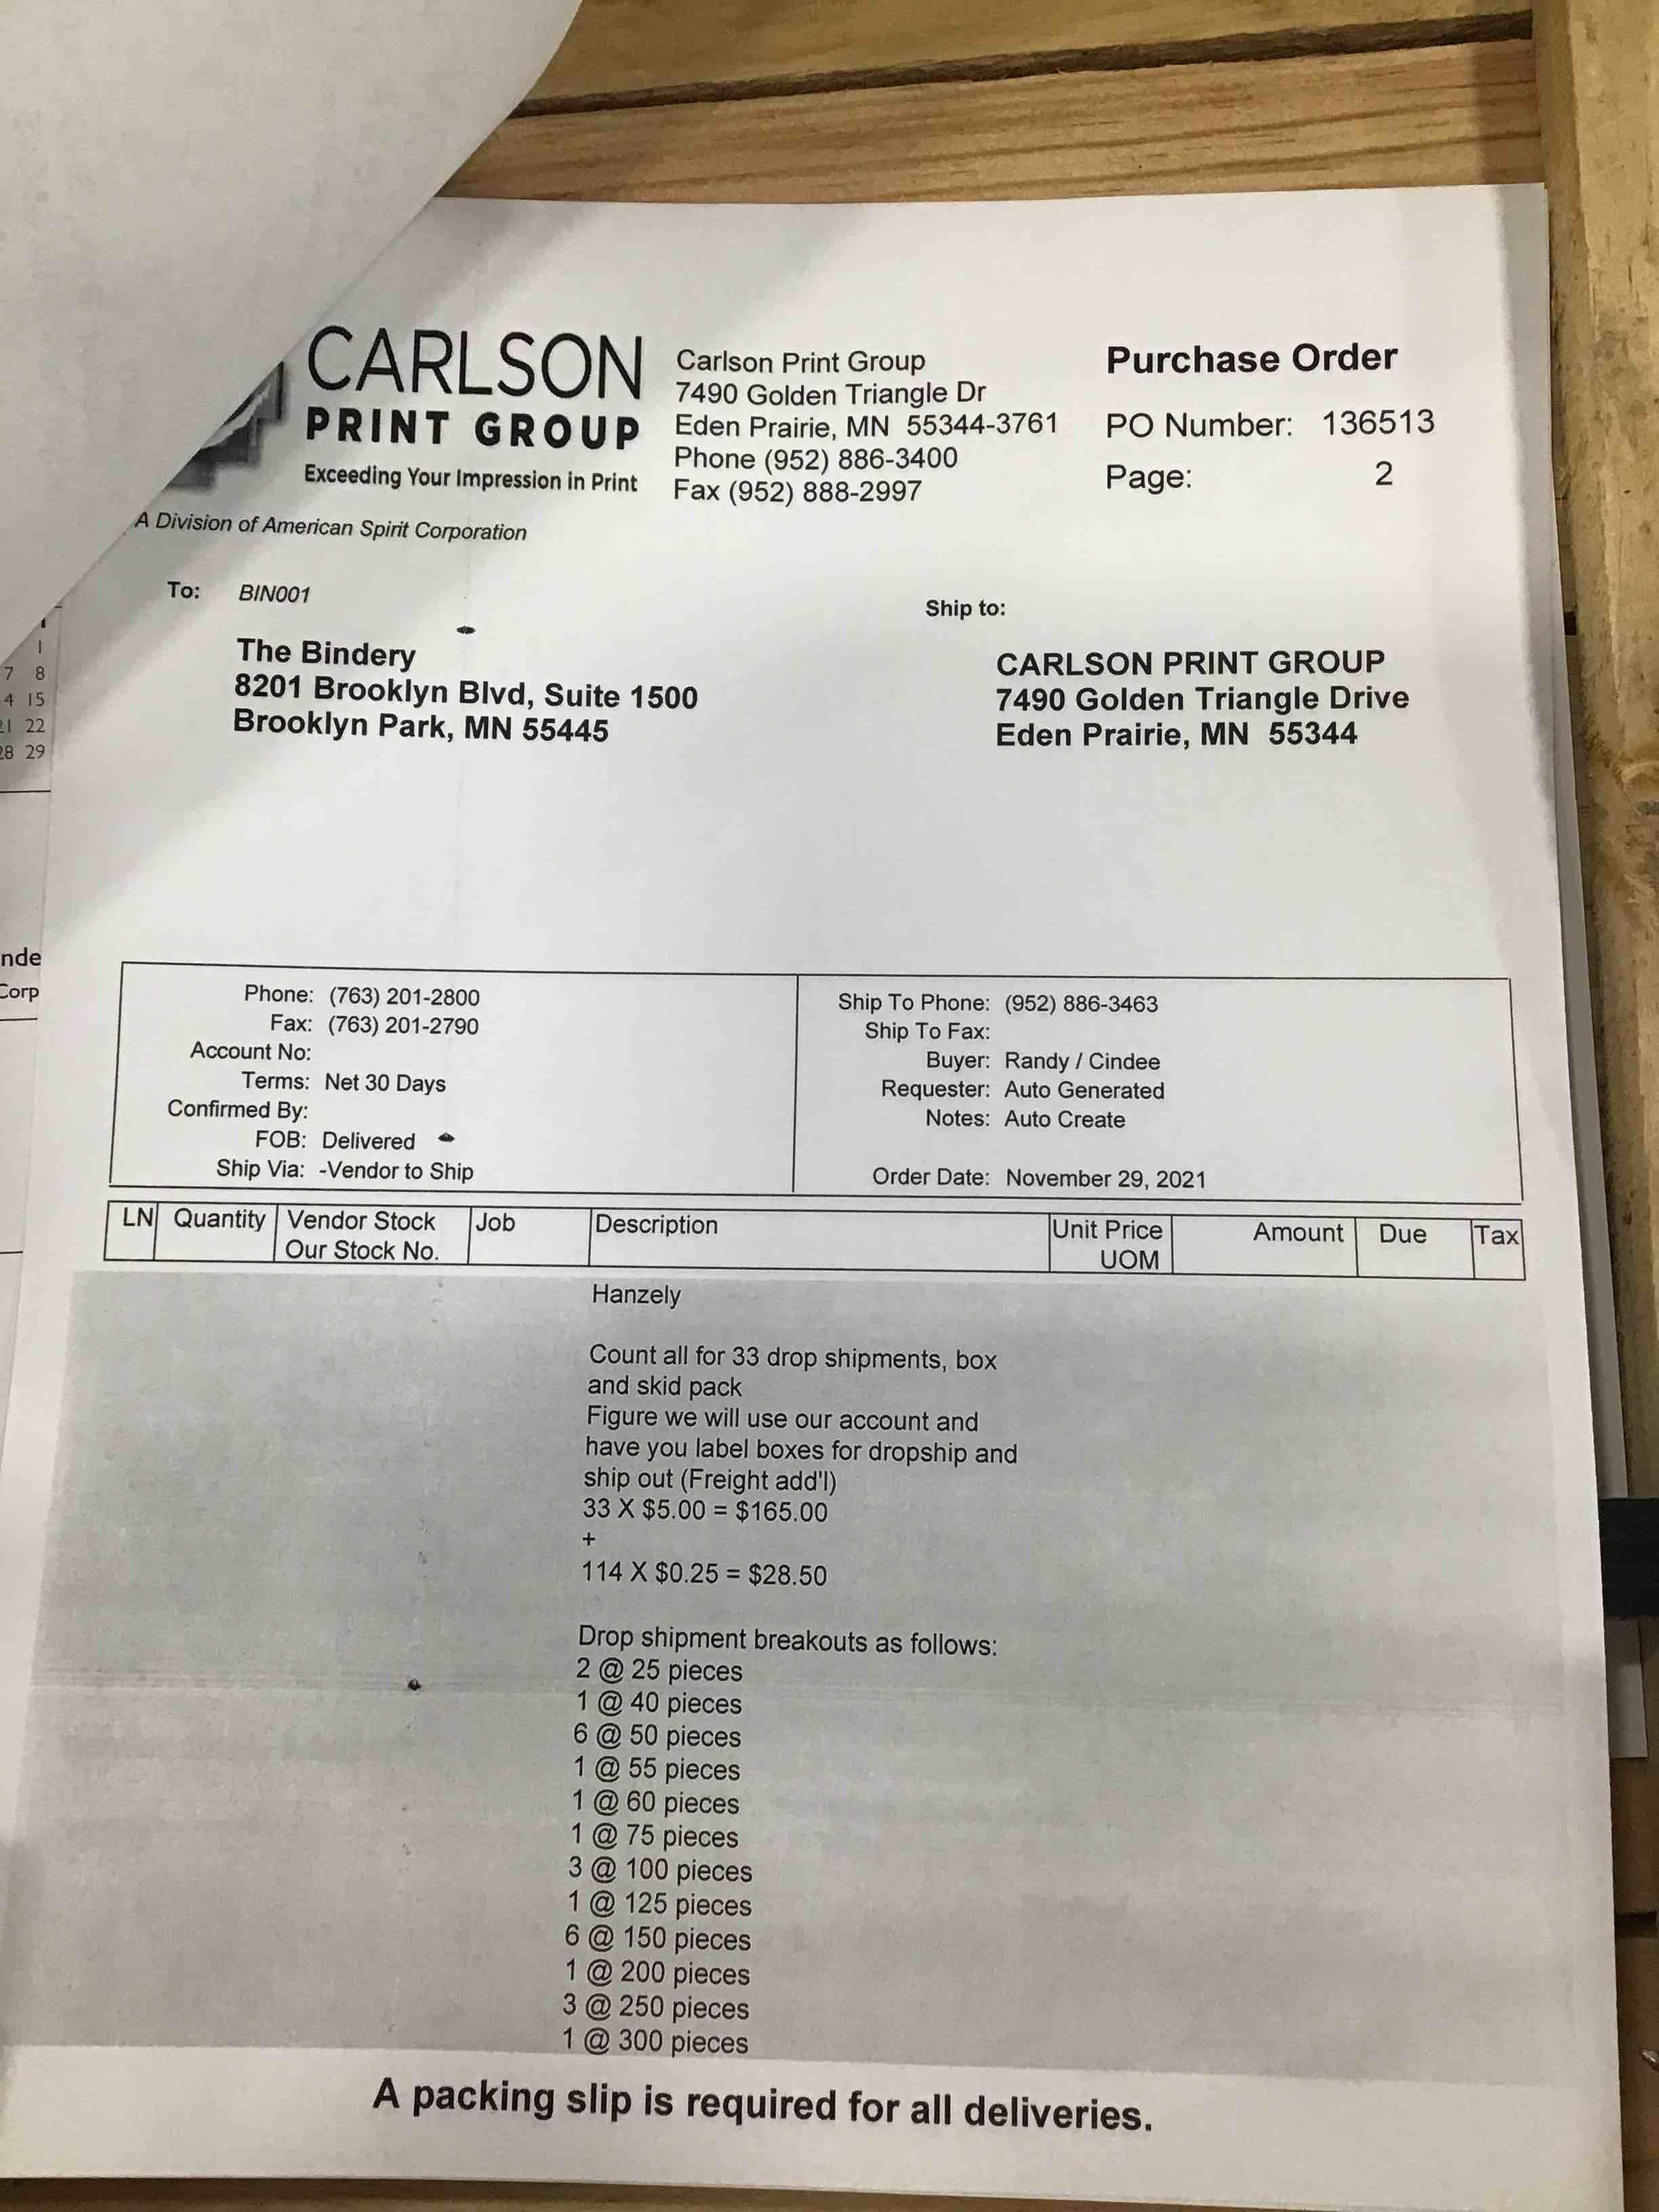 CARLSON
PRINT GROUP
Exceeding Your Impression in Print
A Division of American Spirit Corporation
Carlson Print Group
7490 Golden Triangle Dr
Eden Prairie, MN 55344-3761
Phone (952) 886-3400
Fax (952) 888-2997
Purchase Order
PO Number: 136513
Page: 2
To: BIN001
The Bindery
8201 Brooklyn Blvd, Suite 1500
Brooklyn Park, MN 55445
Ship to:
CARLSON PRINT GROUP
7490 Golden Triangle Drive
Eden Prairie, MN 55344
1
7 8
4 15
21 22
28 29
nde
Corp
Phone: (763) 201-2800
Fax: (763) 201-2790
Account No:
Terms: Net 30 Days
Confirmed By:
FOB: Delivered
Ship Via: -Vendor to Ship
Ship To Phone: (952) 886-3463
Ship To Fax:
Buyer: Randy / Cindee
Requester: Auto Generated
Notes: Auto Create
Order Date: November 29, 2021
LN Quantity Vendor Stock Job Description Unit Price Amount Due Tax
Our Stock No. UOM
Hanzely
Count all for 33 drop shipments, box
and skid pack
Figure we will use our account and
have you label boxes for dropship and
ship out (Freight add'l)
33 X $5.00 = $165.00
+
114 X $0.25 = $28.50
Drop shipment breakouts as follows:
2 @ 25 pieces
1 @ 40 pieces
6 @ 50 pieces
1 @ 55 pieces
1 @ 60 pieces
1 @ 75 pieces
3 @ 100 pieces
1 @ 125 pieces
6 @ 150 pieces
1 @ 200 pieces
3 @ 250 pieces
1 @ 300 pieces
A packing slip is required for all deliveries.